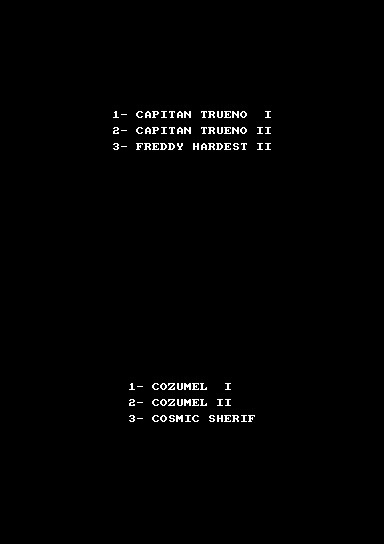 1- CAPITAN TRUENO  I
2- CAPITAN TRUENO II
3- FREDDY HARDEST II
1- COZUMEL  I
2- COZUMEL II
3- COSMIC SHERIF